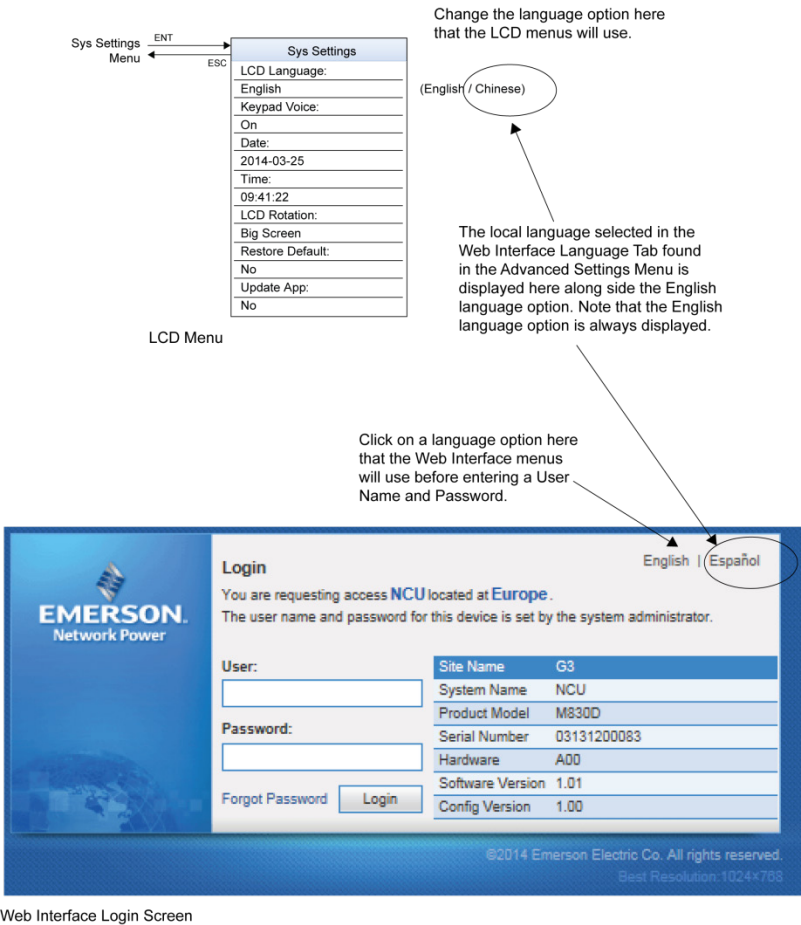 Change the language option here
that the LCD menus will use.
Sys Settings
Menu
ENT
ESC
Sys Settings
LCD Language:
English
Keypad Voice:
On
Date:
2014-03-25
Time:
09:41:22
LCD Rotation:
Big Screen
Restore Default:
No
Update App:
No
(English / Chinese)
LCD Menu
The local language selected in the
Web Interface Language Tab found
in the Advanced Settings Menu is
displayed here along side the English
language option. Note that the English
language option is always displayed.
Click on a language option here
that the Web Interface menus
will use before entering a User
Name and Password.
English | Español
EMERSON.
Network Power
Login
You are requesting access NCU located at Europe.
The user name and password for this device is set by the system administrator.
User:
Password:
Forgot Password
Login
Site Name G3
System Name NCU
Product Model M830D
Serial Number 03131200083
Hardware A00
Software Version 1.01
Config Version 1.00
©2014 Emerson Electric Co. All rights reserved.
Best Resolution:1024×768
Web Interface Login Screen